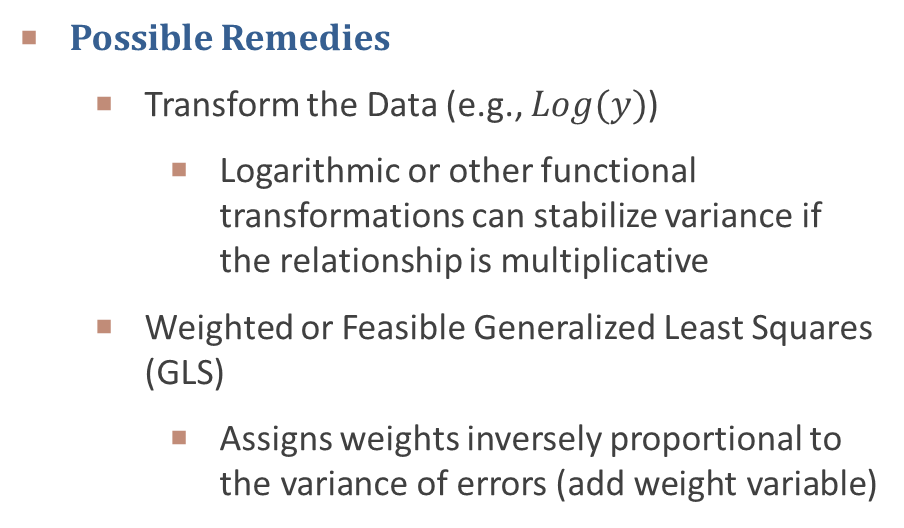 Possible Remedies
Transform the Data (e.g., Log(y))
Logarithmic or other functional
transformations can stabilize variance if
the relationship is multiplicative
Weighted or Feasible Generalized Least Squares
(GLS)
Assigns weights inversely proportional to
the variance of errors (add weight variable)